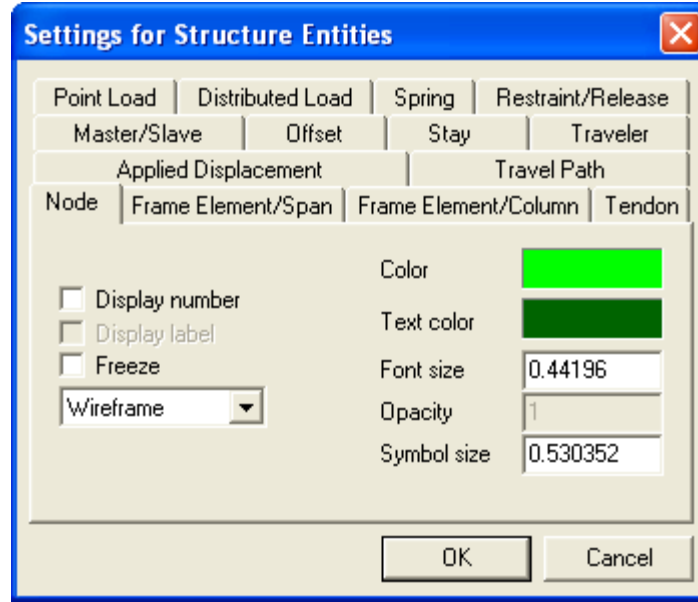 Settings for Structure Entities
Point Load Distributed Load Spring Restraint/Release
Master/Slave Offset Stay Traveler
Applied Displacement Travel Path
Node Frame Element/Span Frame Element/Column Tendon
Color
Display number
Text color
Display label
Freeze
Font size 0.44196
Wireframe
Opacity 1
Symbol size 0.530352
OK Cancel